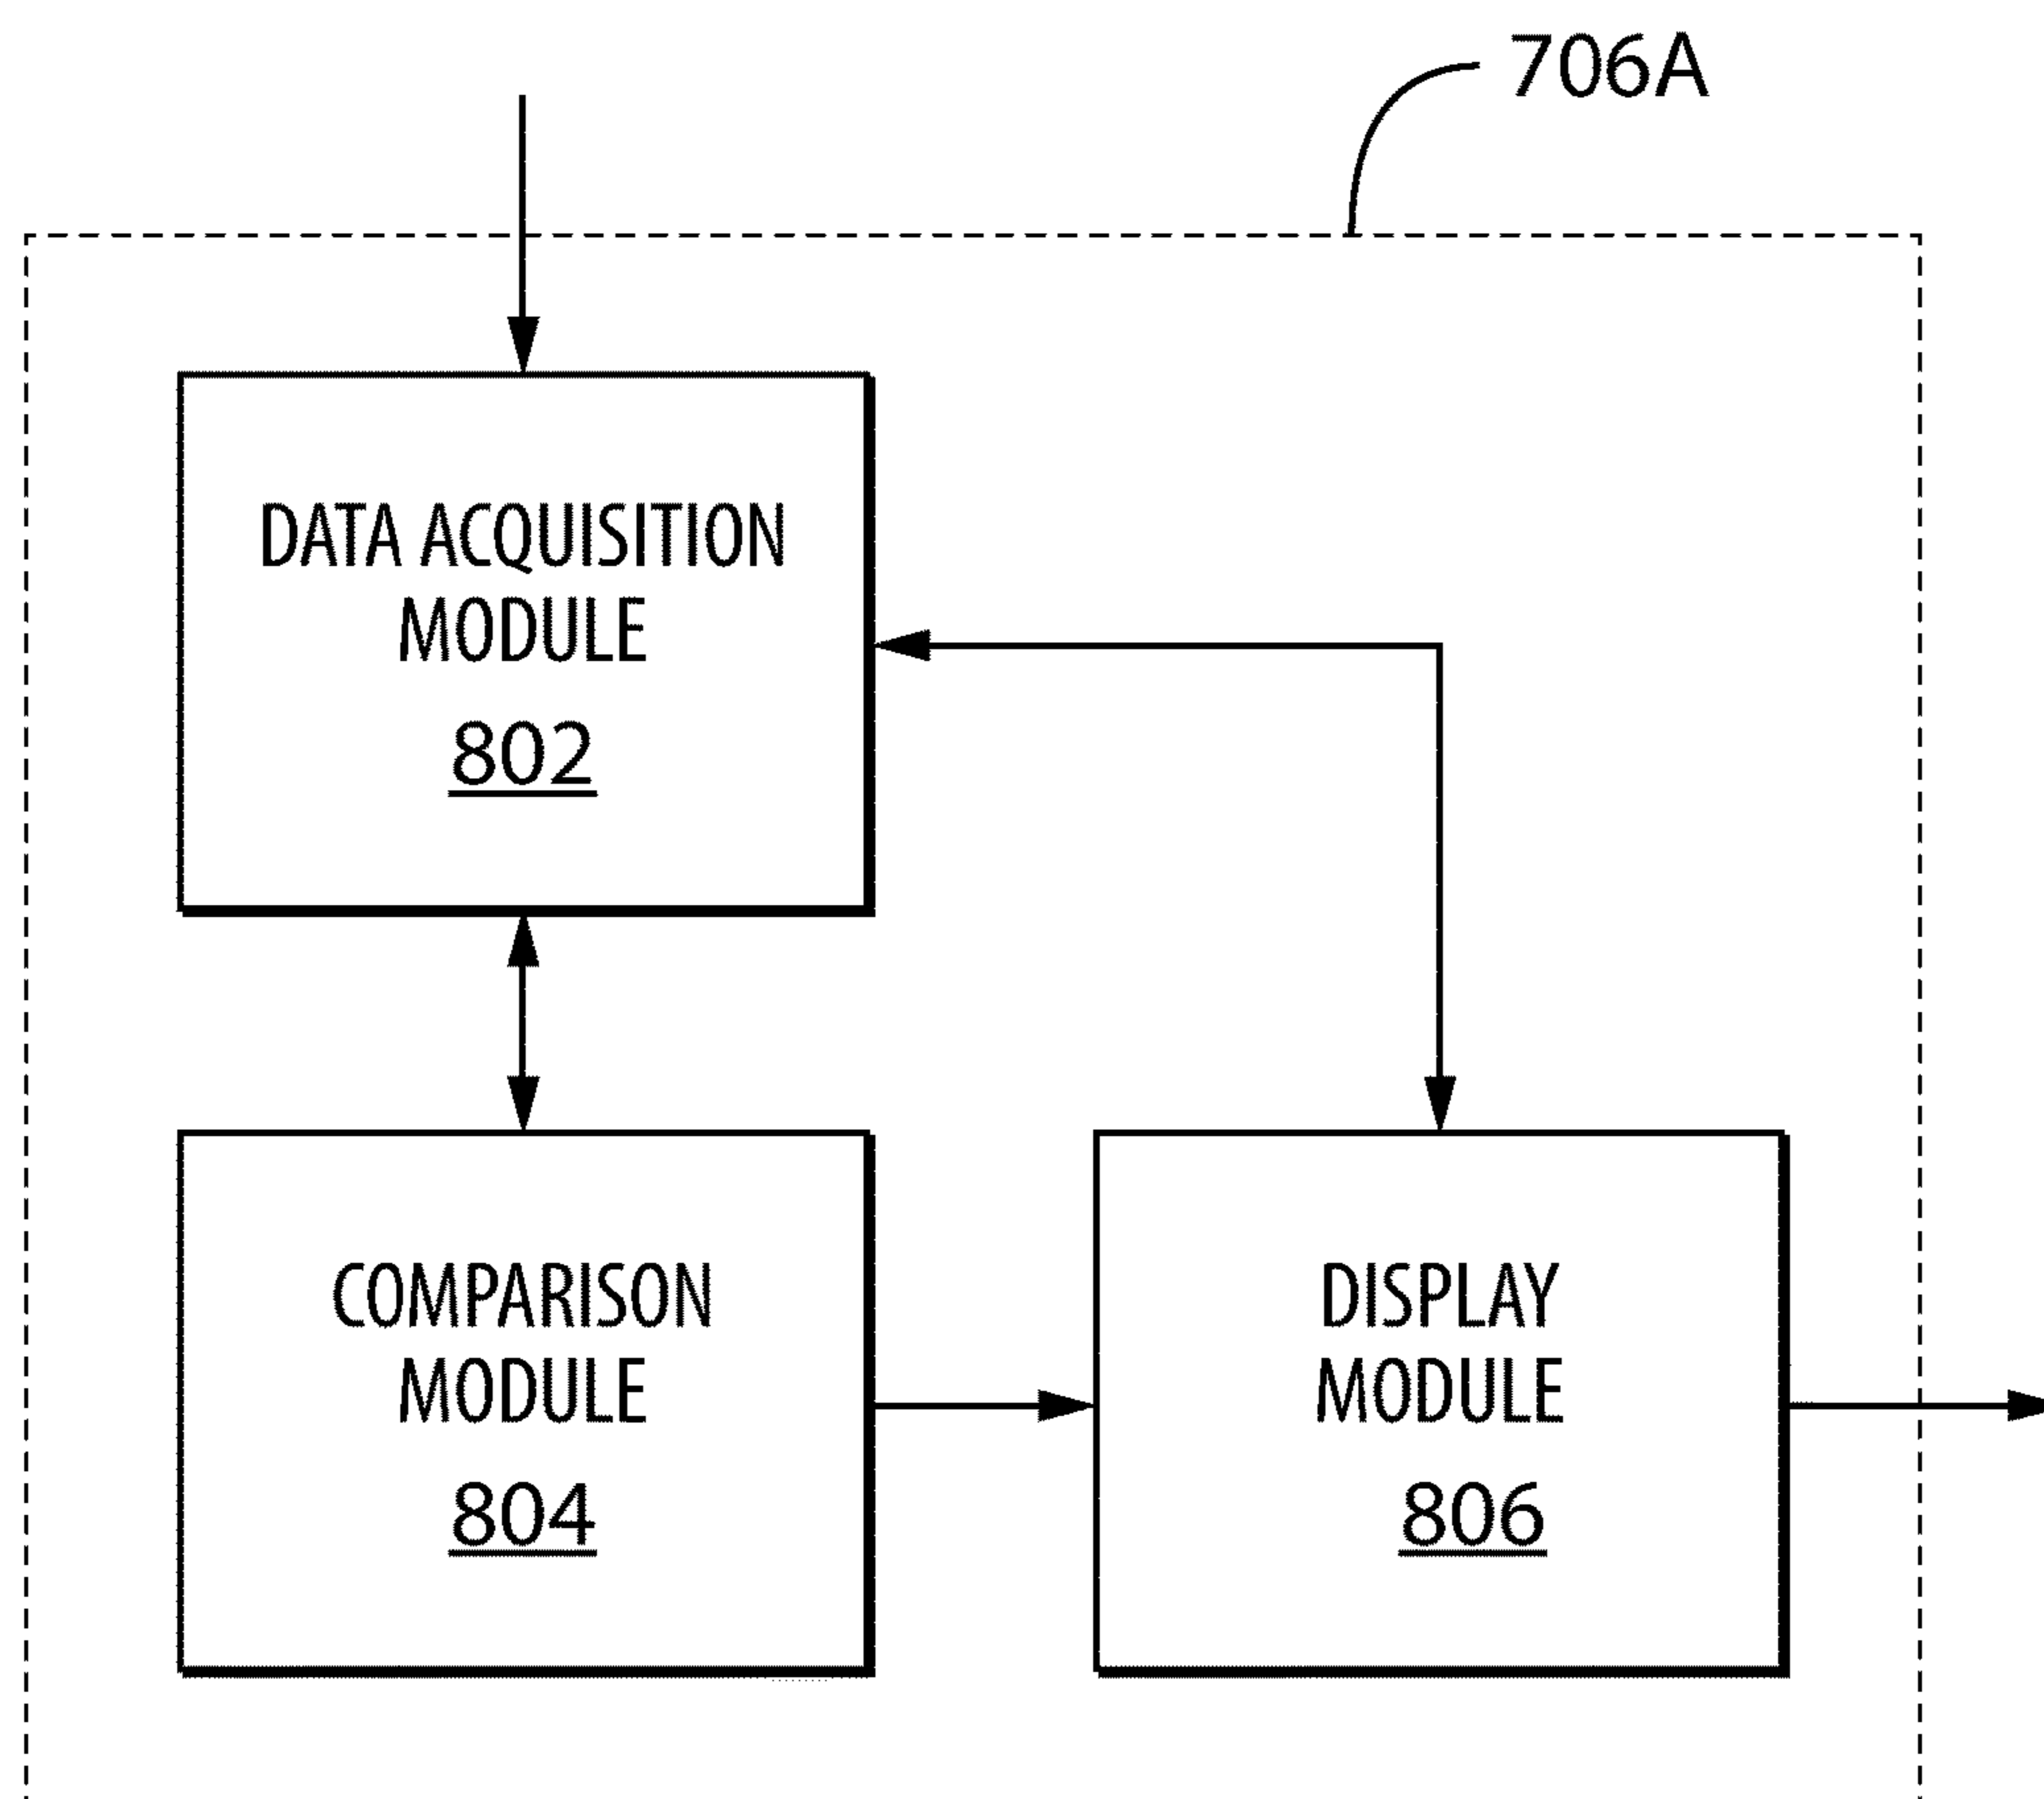 706A
DATA ACQUISITION
MODULE
802
COMPARISON
MODULE
804
DISPLAY
MODULE
806